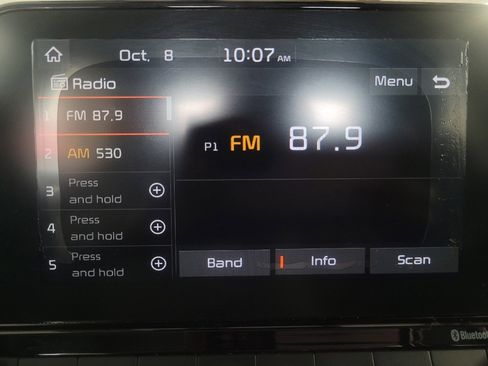 Oct. 8 10:07 AM
Radio Menu
1 FM 87.9
P1 FM 87.9
2 AM 530
3 Press and hold
4 Press and hold
5 Press and hold
Band Info Scan
Bluetooth